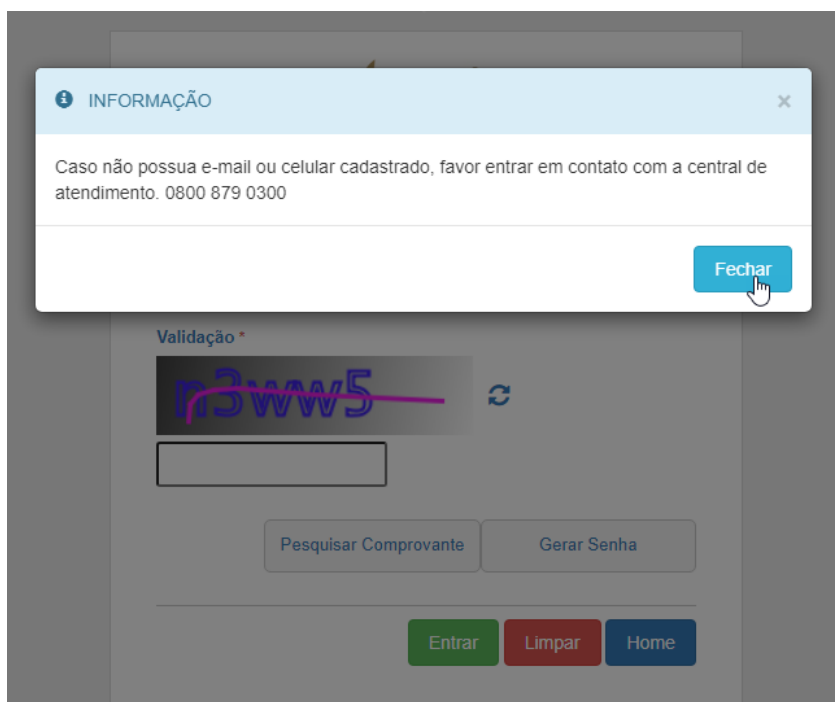 INFORMAÇÃO
×
Caso não possua e-mail ou celular cadastrado, favor entrar em contato com a central de
atendimento. 0800 879 0300
Fechar
Validação *
n3ww5
Pesquisar Comprovante Gerar Senha
Entrar Limpar Home